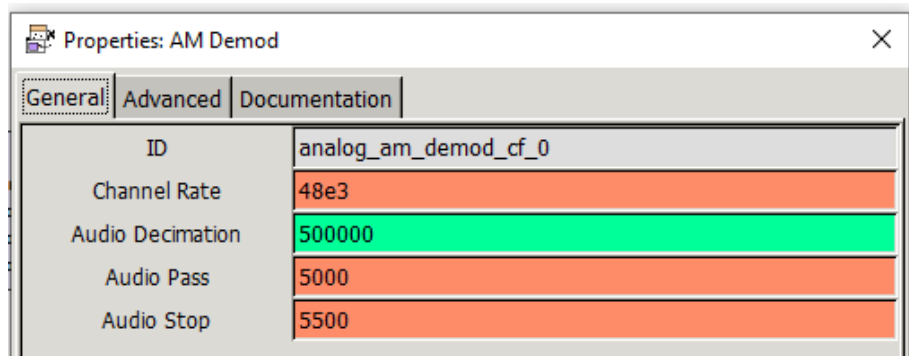 Properties: AM Demod
General Advanced Documentation
ID analog_am_demod_cf_0
Channel Rate 48e3
Audio Decimation 500000
Audio Pass 5000
Audio Stop 5500